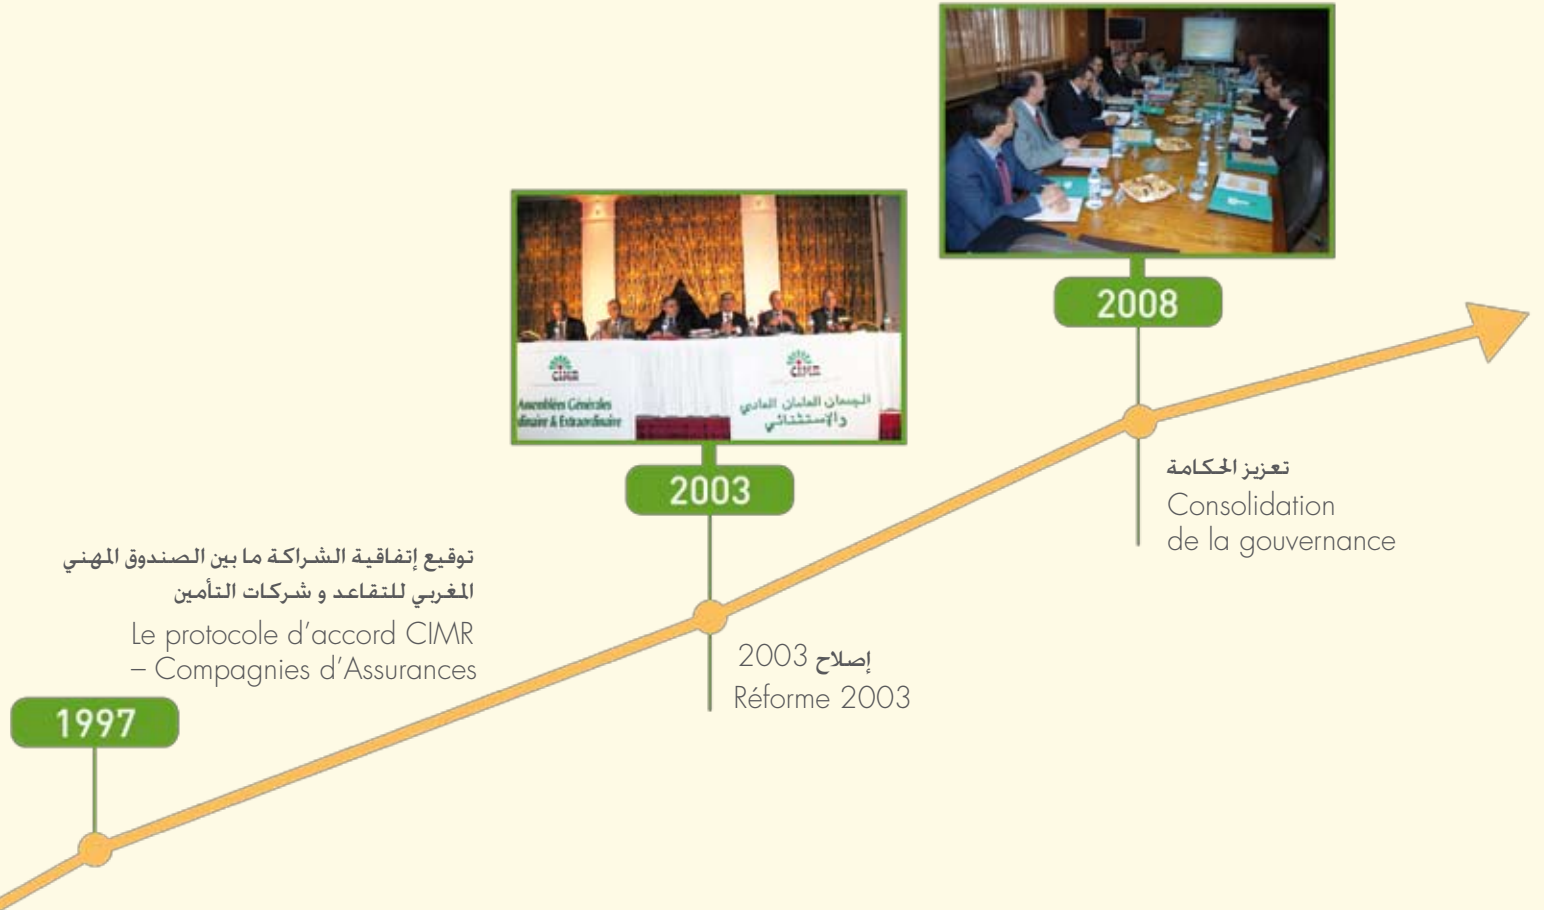 2008
2003
تعزيز الحكامة
Consolidation
de la gouvernance
توقيع إتفاقية الشراكة ما بين الصندوق المهني
المغربي للتقاعد و شركات التأمين
Le protocole d'accord CIMR
– Compagnies d'Assurances
إصلاح 2003
Réforme 2003
1997
CIMR
Assemblées Générales
dinaire & Extraordinaire
CIMR
الجمعان العامان العادي
والإستثنائي